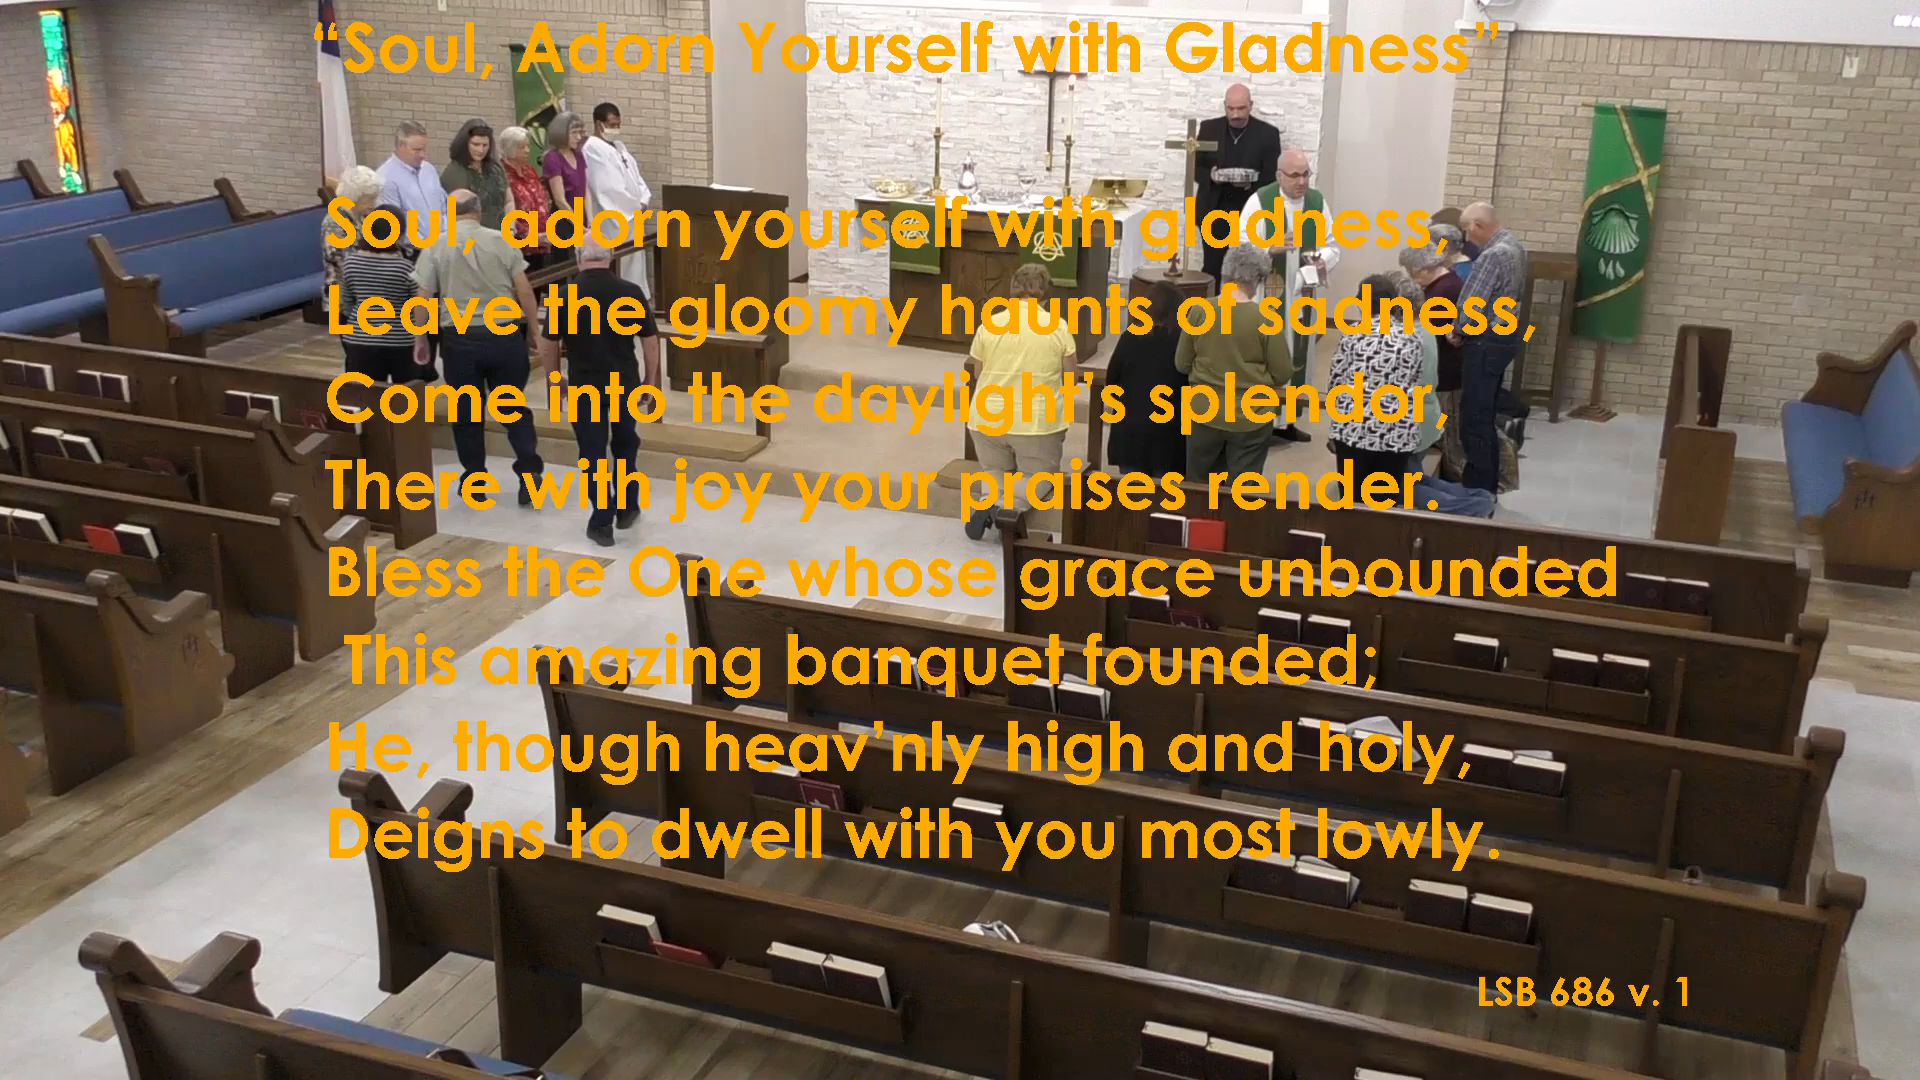 “Soul, Adorn Yourself with Gladness”
Soul, adorn yourself with gladness,
Leave the gloomy haunts of sadness,
Come into the daylight’s splendor,
There with joy your praises render.
Bless the One whose grace unbounded
This amazing banquet founded;
He, though heav’nly high and holy,
Deigns to dwell with you most lowly.
LSB 686 v. 1